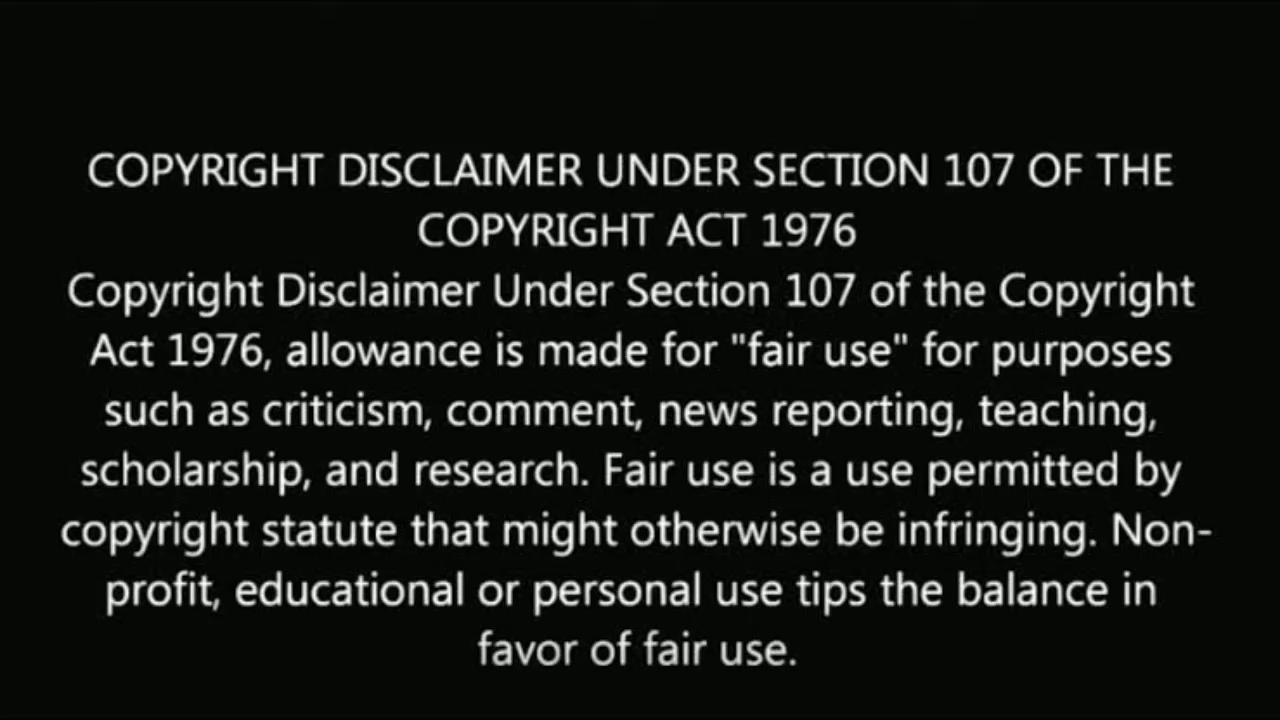 COPYRIGHT DISCLAIMER UNDER SECTION 107 OF THE
COPYRIGHT ACT 1976
Copyright Disclaimer Under Section 107 of the Copyright
Act 1976, allowance is made for "fair use" for purposes
such as criticism, comment, news reporting, teaching,
scholarship, and research. Fair use is a use permitted by
copyright statute that might otherwise be infringing. Non-
profit, educational or personal use tips the balance in
favor of fair use.